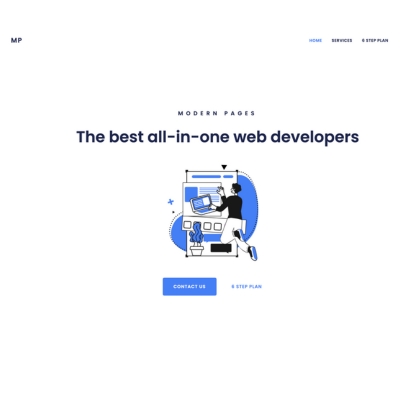 MP
HOME SERVICES 6 STEP PLAN
MODERN PAGES
The best all-in-one web developers
CONTACT US 6 STEP PLAN